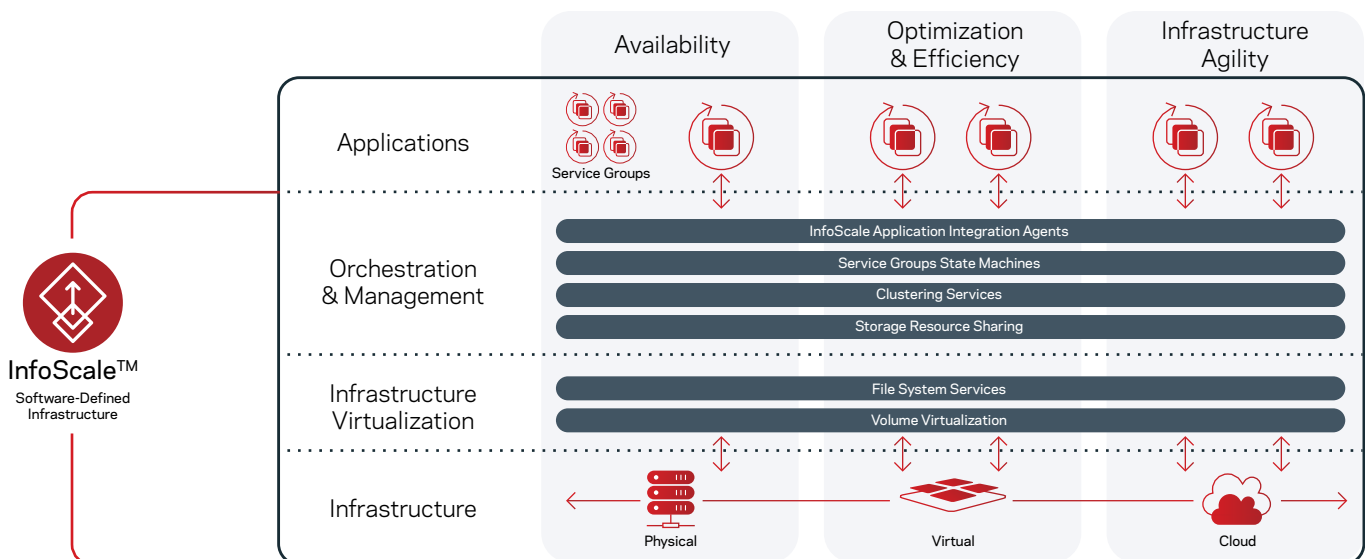 Availability
Optimization
& Efficiency
Infrastructure
Agility
Applications
Service Groups
InfoScale Application Integration Agents
Orchestration
& Management
Service Groups State Machines
Clustering Services
Storage Resource Sharing
InfoScale™
Software-Defined
Infrastructure
Infrastructure
Virtualization
File System Services
Volume Virtualization
Infrastructure
Physical
Virtual
Cloud